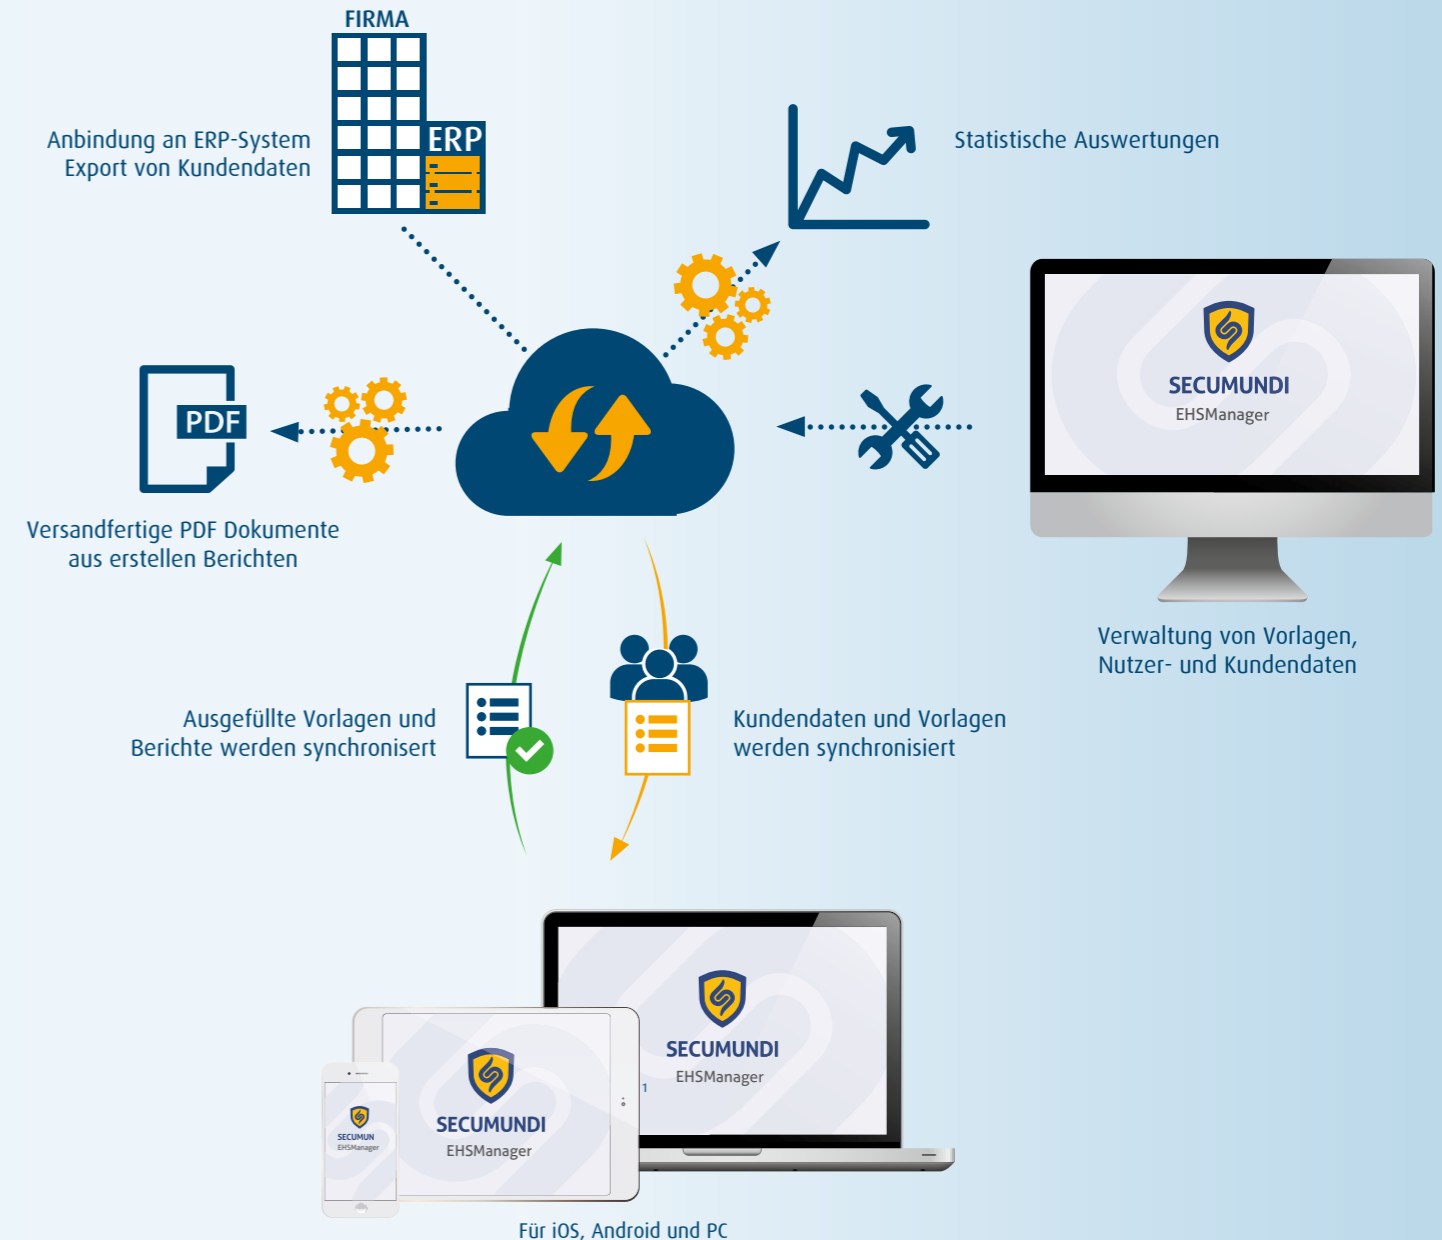 FIRMA
ERP
Anbindung an ERP-System
Export von Kundendaten
Statistische Auswertungen
SECUMUNDI
EHSManager
PDF
Versandfertige PDF Dokumente
aus erstellen Berichten
Verwaltung von Vorlagen,
Nutzer- und Kundendaten
Ausgefüllte Vorlagen und
Berichte werden synchronisert
Kundendaten und Vorlagen
werden synchronisiert
SECUMUNDI
EHSManager
1
SECUMUNDI
EHSManager
SECUMUN
EHSManager
Für iOS, Android und PC